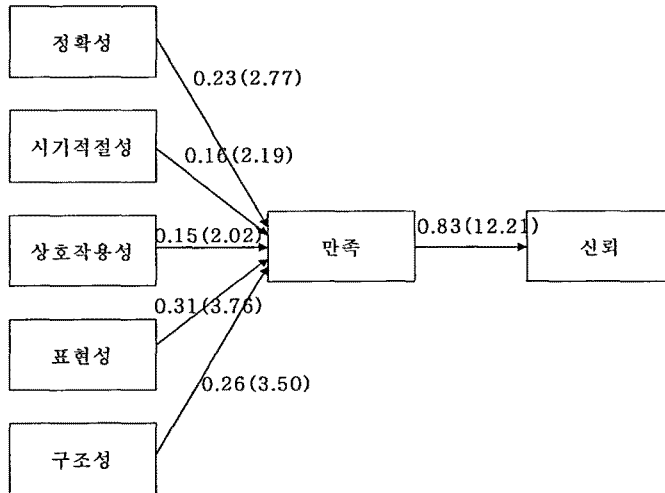 정확성
0.23(2.77)
시기적절성
0.16(2.19)
상호작용성
0.15(2.02)
만족
0.83(12.21)
신뢰
0.31(3.76)
표현성
0.26(3.50)
구조성